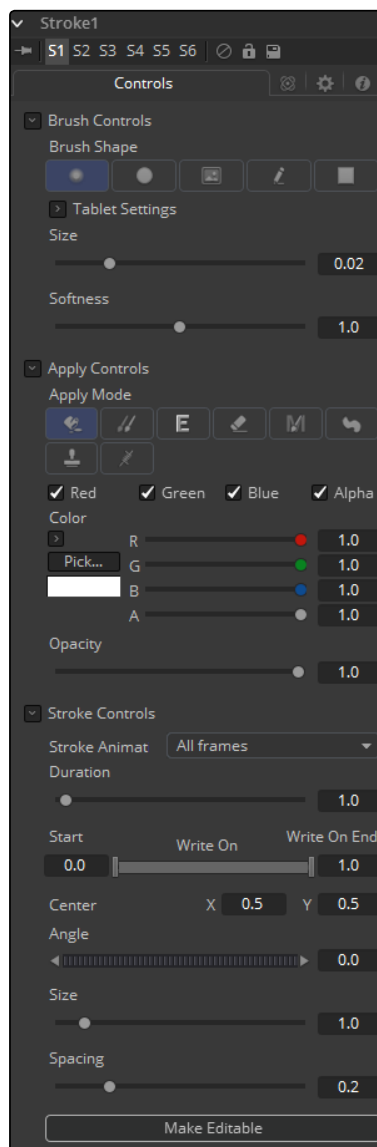 Stroke1
S1 S2 S3 S4 S5 S6
Controls
Brush Controls
Brush Shape
Tablet Settings
Size
0.02
Softness
1.0
Apply Controls
Apply Mode
E M
Red Green Blue Alpha
Color
R 1.0
Pick... G 1.0
B 1.0
A 1.0
Opacity
1.0
Stroke Controls
Stroke Animat All frames
Duration
1.0
Start Write On Write On End
0.0 1.0
Center X 0.5 Y 0.5
Angle
0.0
Size
1.0
Spacing
0.2
Make Editable